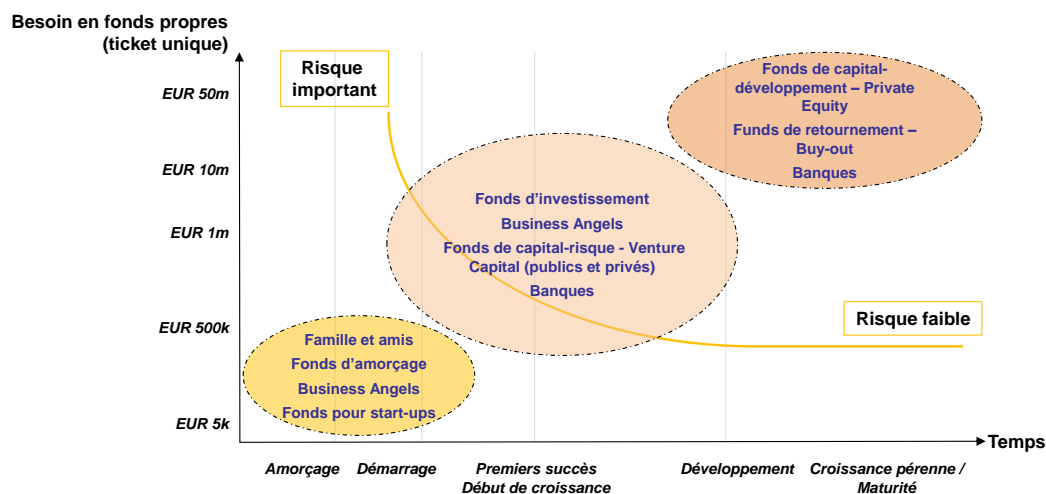 Besoin en fonds propres
(ticket unique)
EUR 50m
EUR 10m
EUR 1m
EUR 500k
EUR 5k
Risque
important
Fonds de capital-
développement – Private
Equity
Funds de retournement –
Buy-out
Banques
Fonds d’investissement
Business Angels
Fonds de capital-risque - Venture
Capital (publics et privés)
Banques
Risque faible
Famille et amis
Fonds d’amorçage
Business Angels
Fonds pour start-ups
Temps
Amorçage
Démarrage
Premiers succès
Début de croissance
Développement
Croissance pérenne /
Maturité